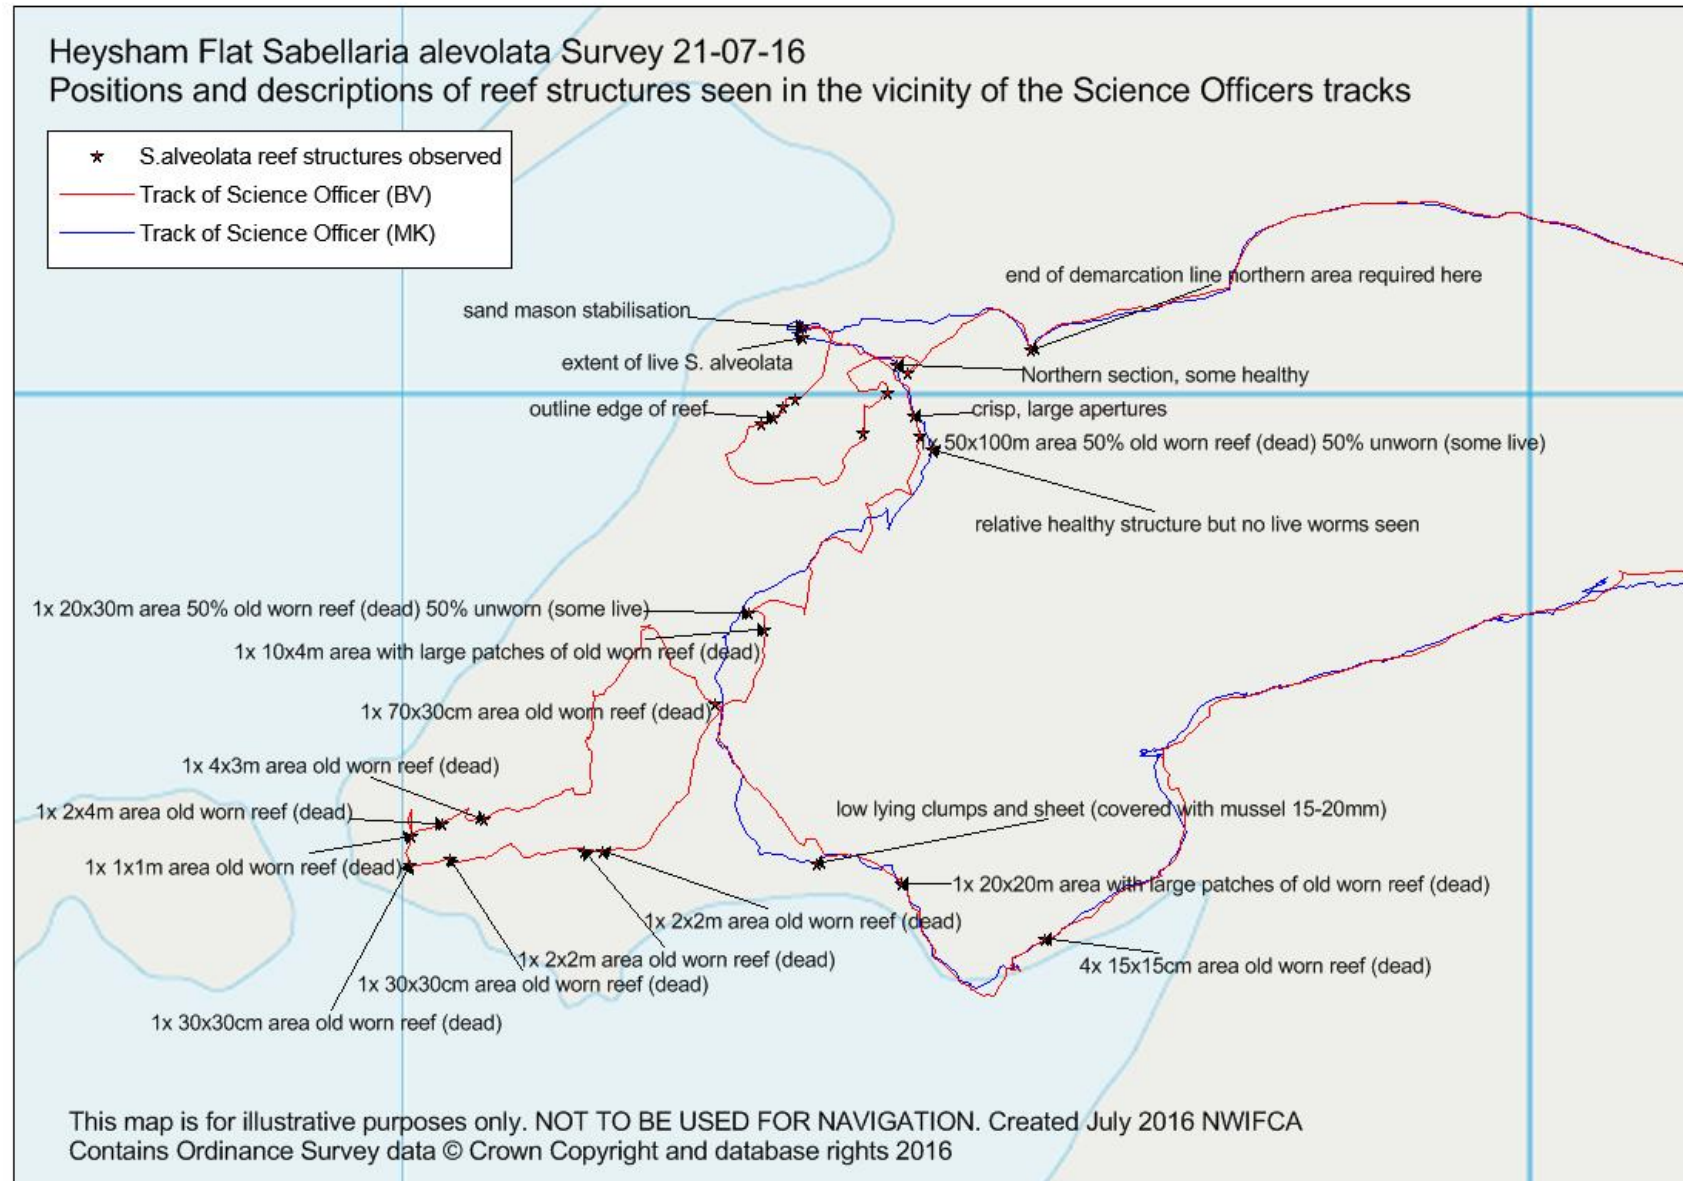 Heysham Flat Sabellaria alevolata Survey 21-07-16
Positions and descriptions of reef structures seen in the vicinity of the Science Officers tracks
S.alveolata reef structures observed
Track of Science Officer (BV)
Track of Science Officer (MK)
end of demarcation line northern area required here
sand mason stabilisation
extent of live S. alveolata
Northern section, some healthy
outline edge of reef
crisp, large apertures
1x 50x100m area 50% old worn reef (dead) 50% unworn (some live)
relative healthy structure but no live worms seen
1x 20x30m area 50% old worn reef (dead) 50% unworn (some live)
1x 10x4m area with large patches of old worn reef (dead)
1x 70x30cm area old worn reef (dead)
1x 4x3m area old worn reef (dead)
1x 2x4m area old worn reef (dead)
low lying clumps and sheet (covered with mussel 15-20mm)
1x 1x1m area old worn reef (dead)
1x 20x20m area with large patches of old worn reef (dead)
1x 2x2m area old worn reef (dead)
1x 2x2m area old worn reef (dead)
4x 15x15cm area old worn reef (dead)
1x 30x30cm area old worn reef (dead)
1x 30x30cm area old worn reef (dead)
This map is for illustrative purposes only. NOT TO BE USED FOR NAVIGATION. Created July 2016 NWIFCA
Contains Ordinance Survey data © Crown Copyright and database rights 2016